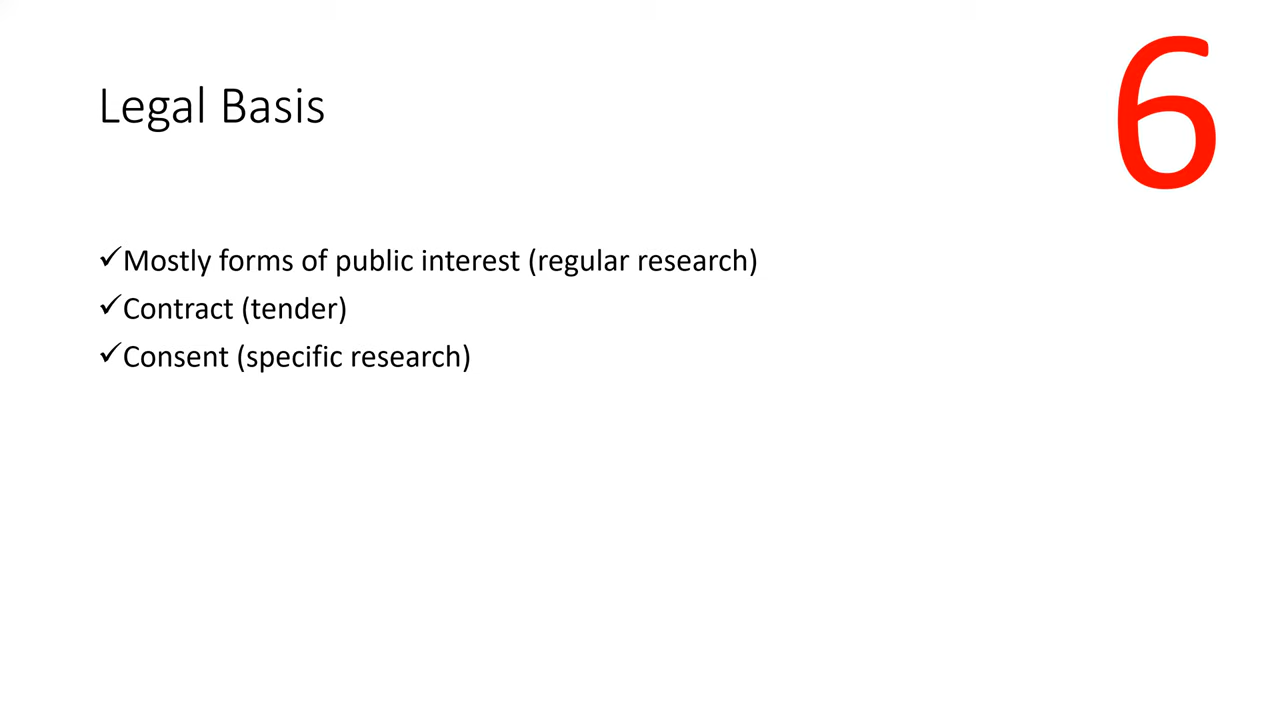 Legal Basis
6
✓Mostly forms of public interest (regular research)
✓Contract (tender)
✓Consent (specific research)